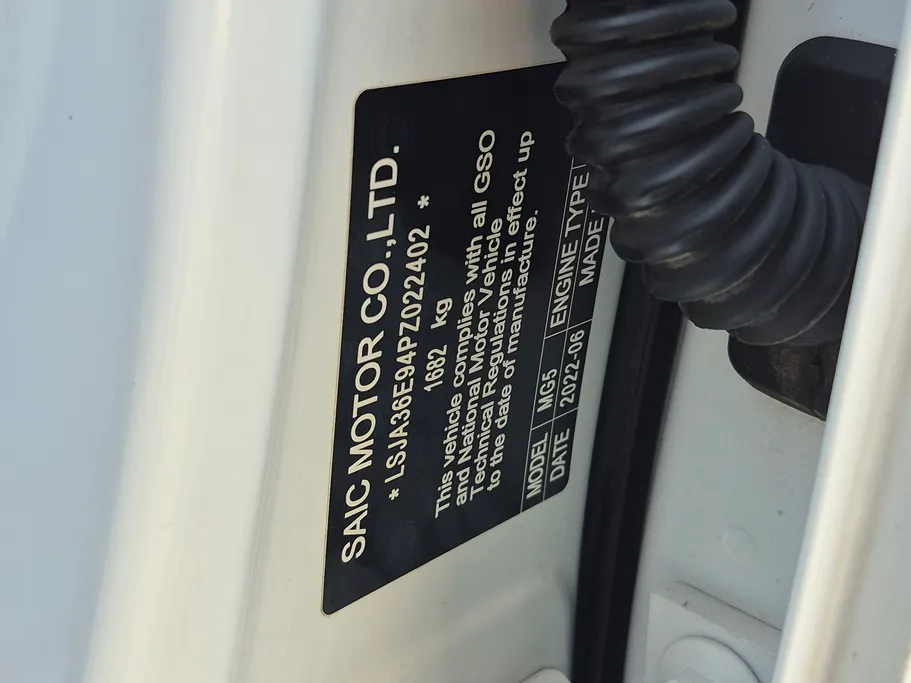 SAIC MOTOR CO.,LTD.
* LSJA36E94PZ022402 *
1682 kg
This vehicle complies with all GSO
and National Motor Vehicle
Technical Regulations in effect up
to the date of manufacture.
MODEL MG5 ENGINE TYPE
DATE 2022-06 MADE